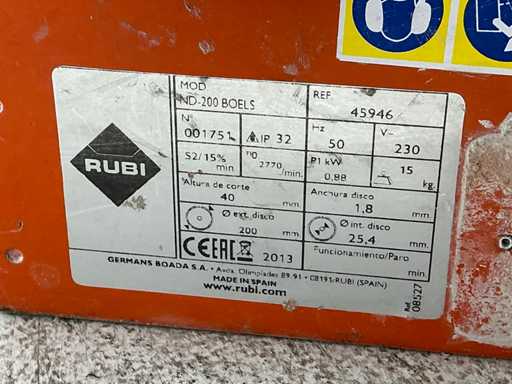 RUBI
MOD
ND-200 BOELS
REF
45946
N°
001751
IP 32
Hz
50
V~
230
S2/15%
min.
n0
2770
/min.
P1 kW
0,88
15
kg.
Altura de corte
40
mm.
Anchura disco
1,8
mm.
Ø ext. disco
200
mm.
Ø int. disco
25,4
mm.
CE EAC
2013
Funcionamiento/Paro
min.
GERMANS BOADA S.A. • Avda. Olimpíades 89-91 • 08191-RUBI (SPAIN)
MADE IN SPAIN
www.rubi.com
Ref. 08527